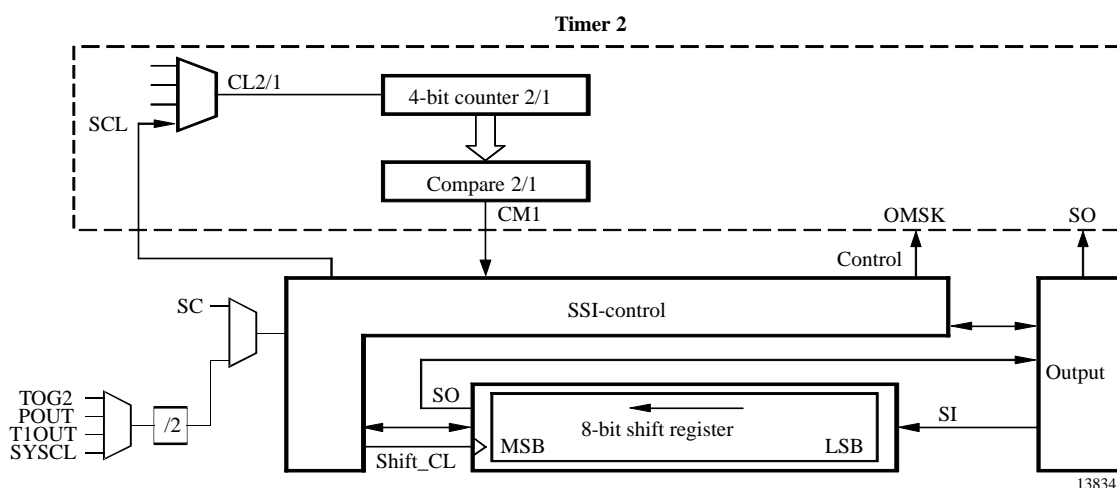 Timer 2
CL2/1
4-bit counter 2/1
SCL
Compare 2/1
CM1
OMSK
SO
Control
SC
SSI-control
TOG2
POUT
T1OUT
SYSCL
/2
SO
Output
8-bit shift register
SI
MSB
LSB
Shift_CL
13834